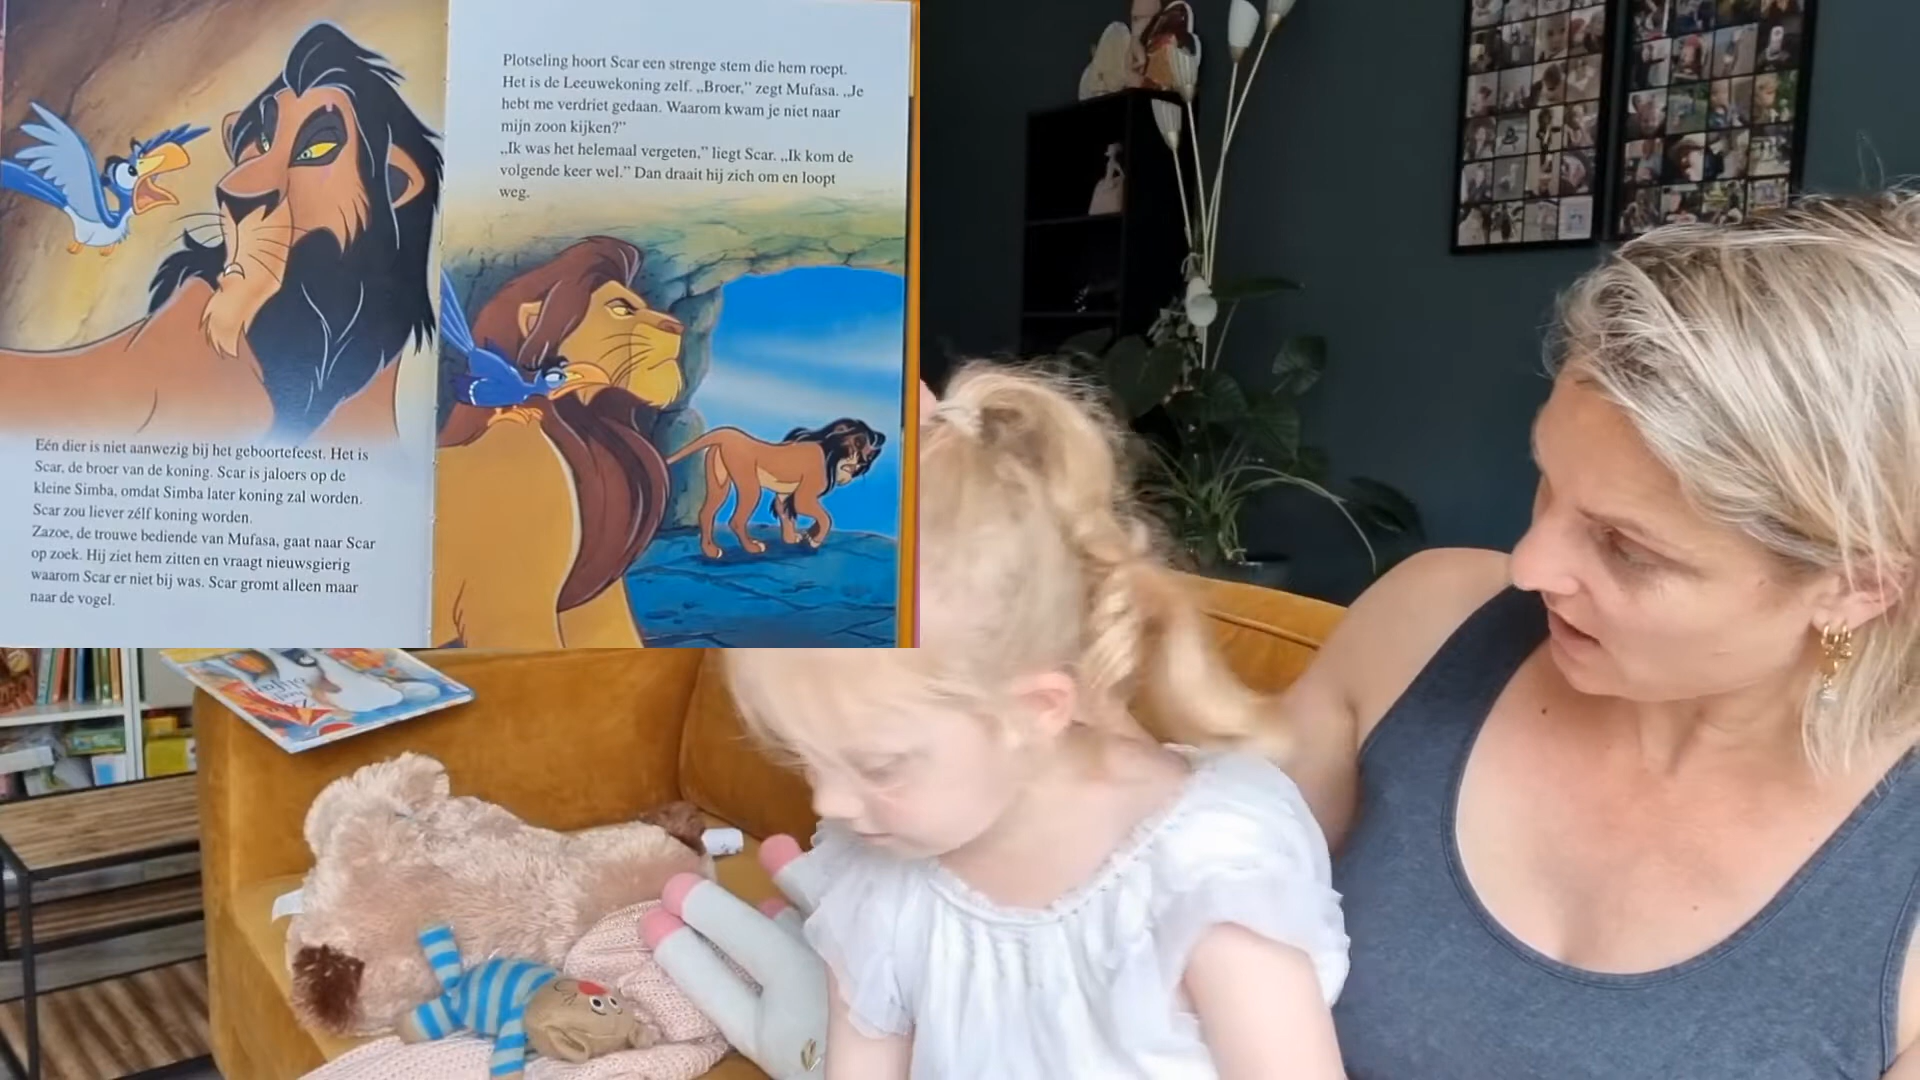 Eén dier is niet aanwezig bij het geboortefeest. Het is
Scar, de broer van de koning. Scar is jaloers op de
kleine Simba, omdat Simba later koning zal worden.
Scar zou liever zélf koning worden.
Zazoe, de trouwe bediende van Mufasa, gaat naar Scar
op zoek. Hij ziet hem zitten en vraagt nieuwsgierig
waarom Scar er niet bij was. Scar gromt alleen maar
naar de vogel.
Plotseling hoort Scar een strenge stem die hem roept.
Het is de Leeuwekoning zelf. „Broer,” zegt Mufasa. „Je
hebt me verdriet gedaan. Waarom kwam je niet naar
mijn zoon kijken?”
„Ik was het helemaal vergeten,” liegt Scar. „Ik kom de
volgende keer wel.” Dan draait hij zich om en loopt
weg.